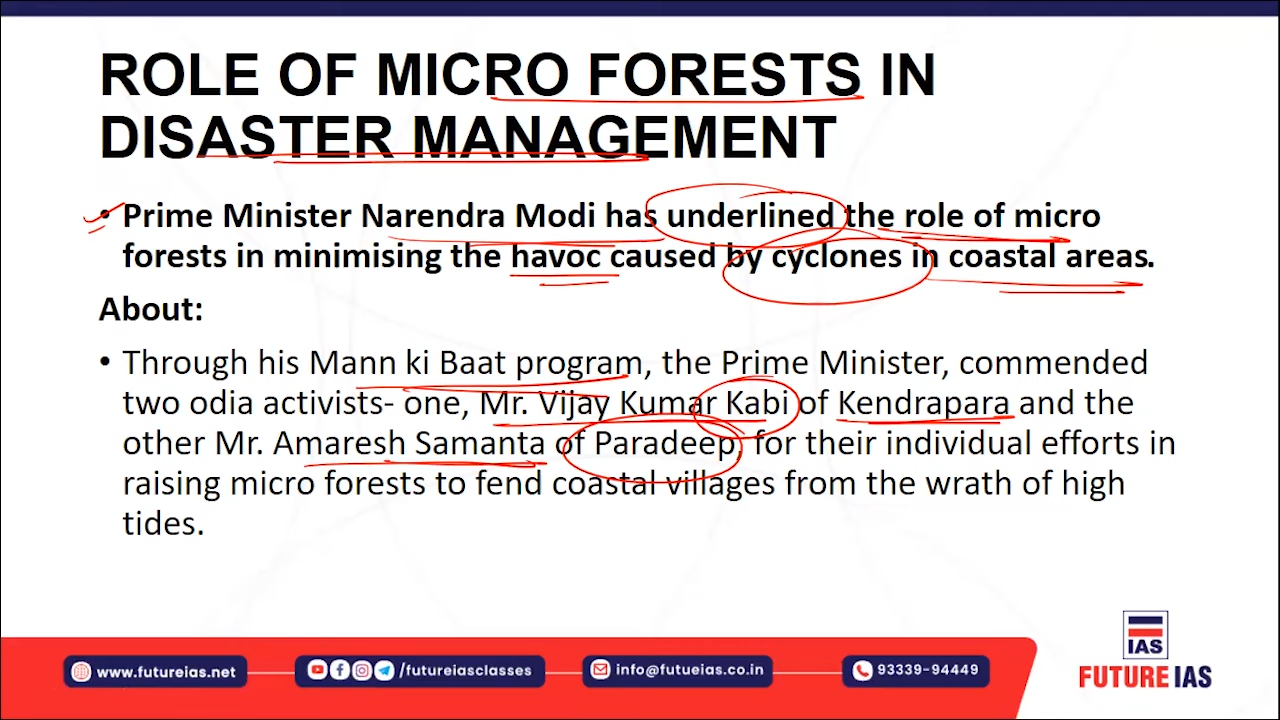 ROLE OF MICRO FORESTS IN
DISASTER MANAGEMENT
• Prime Minister Narendra Modi has underlined the role of micro
forests in minimising the havoc caused by cyclones in coastal areas.
About:
• Through his Mann ki Baat program, the Prime Minister, commended
two odia activists- one, Mr. Vijay Kumar Kabi of Kendrapara and the
other Mr. Amaresh Samanta of Paradeep, for their individual efforts in
raising micro forests to fend coastal villages from the wrath of high
tides.
www.futureias.net
/futureiasclasses
info@futueias.co.in
93339-94449
IAS
FUTURE IAS